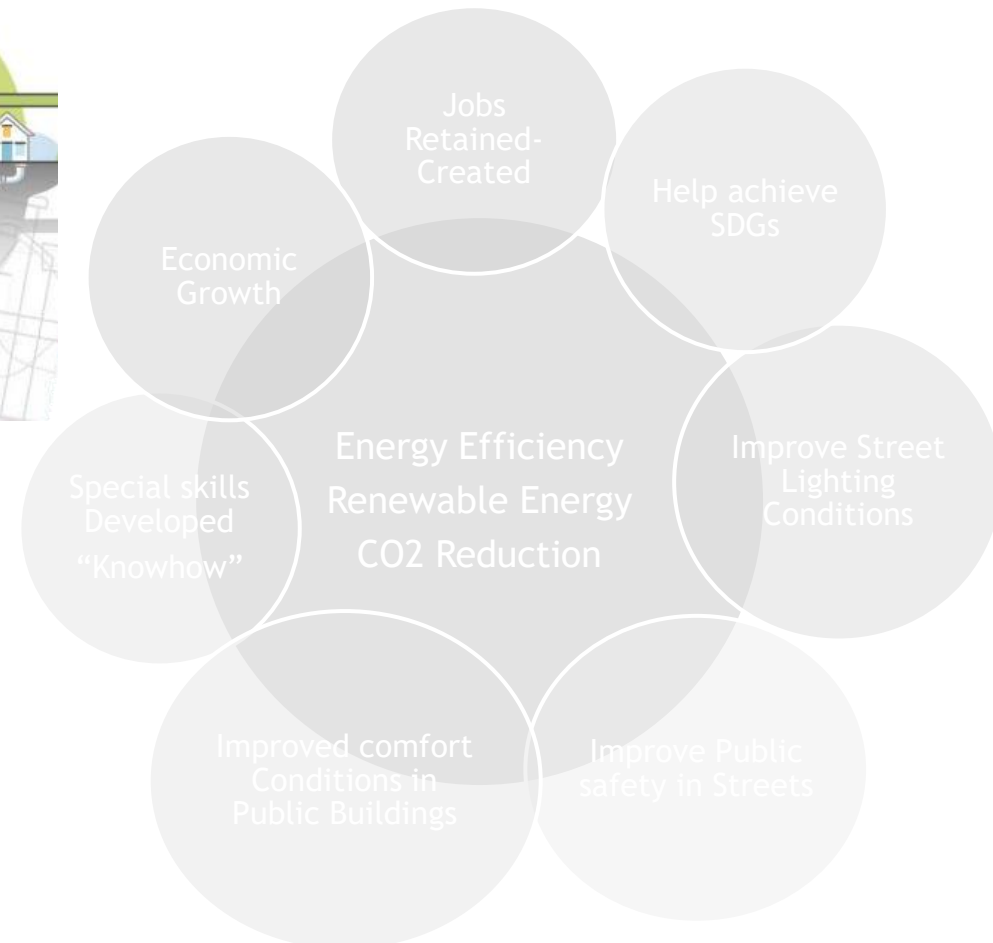 Jobs
Retained-
Created
Help achieve
SDGs
Improve Street
Lighting
Conditions
Improve Public
safety in Streets
Improved comfort
Conditions in
Public Buildings
Special skills
Developed
“Knowhow”
Economic
Growth
Energy Efficiency
Renewable Energy
CO2 Reduction